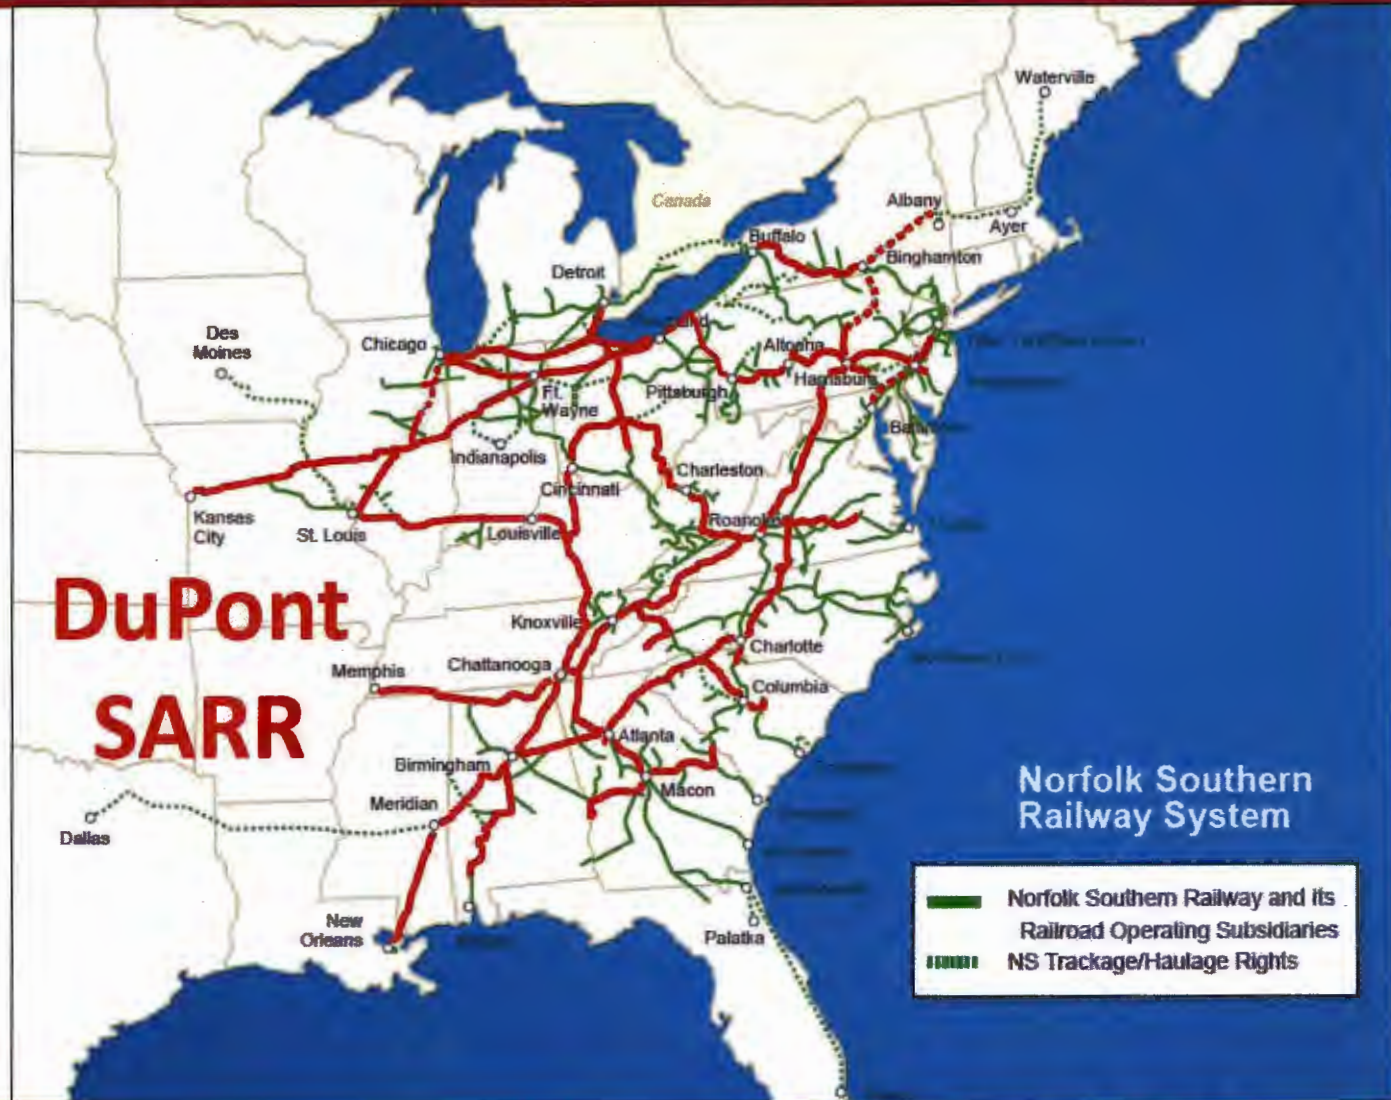 Waterville
Canada
Albany
Ayer
Buffalo
Binghamton
Detroit
Des
Moines
Chicago
Altoona
Harrisburg
Pittsburgh
Ft.
Wayne
Indianapolis
Charleston
Cincinnati
Kansas
City
St. Louis
Louisville
Roanoke
DuPont
SARR
Knoxville
Charlotte
Chattanooga
Memphis
Columbia
Atlanta
Birmingham
Macon
Meridian
Dallas
New
Orleans
Palatka
Norfolk Southern
Railway System
Norfolk Southern Railway and its
Railroad Operating Subsidiaries
NS Trackage/Haulage Rights